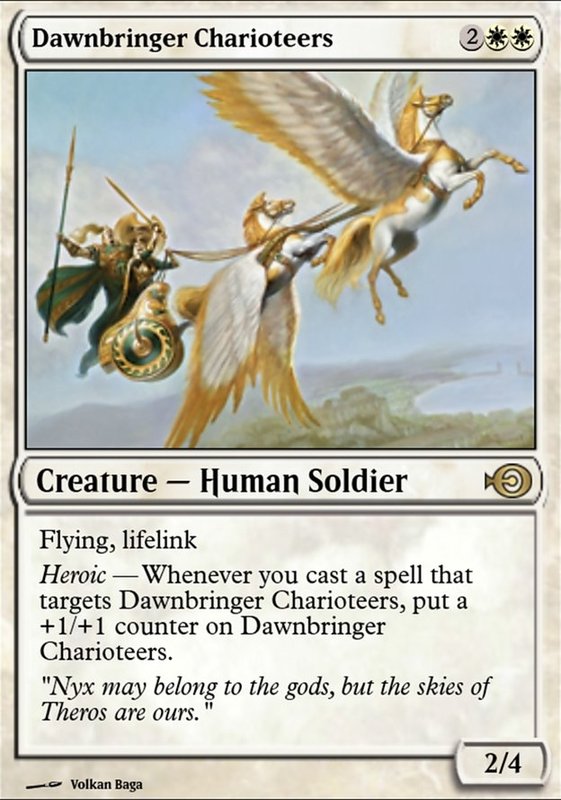 Dawnbringer Charioteers 2
Creature — Human Soldier
Flying, lifelink
Heroic — Whenever you cast a spell that
targets Dawnbringer Charioteers, put a
+1/+1 counter on Dawnbringer
Charioteers.
"Nyx may belong to the gods, but the skies of
Theros are ours."
2/4
Volkan Baga